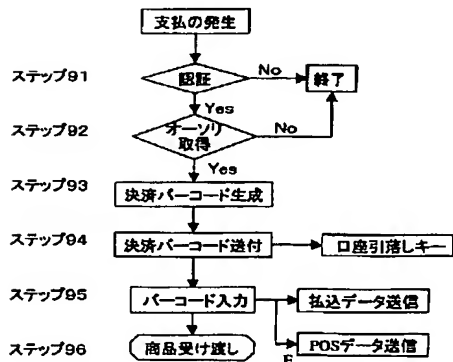 支払の発生
ステップ91
認証
No
終了
Yes
ステップ92
オーソリ
取得
No
Yes
ステップ93
決済バーコード生成
ステップ94
決済バーコード送付
口座引落しキー
ステップ95
バーコード入力
払込データ送信
ステップ96
商品受け渡し
POSデータ送信